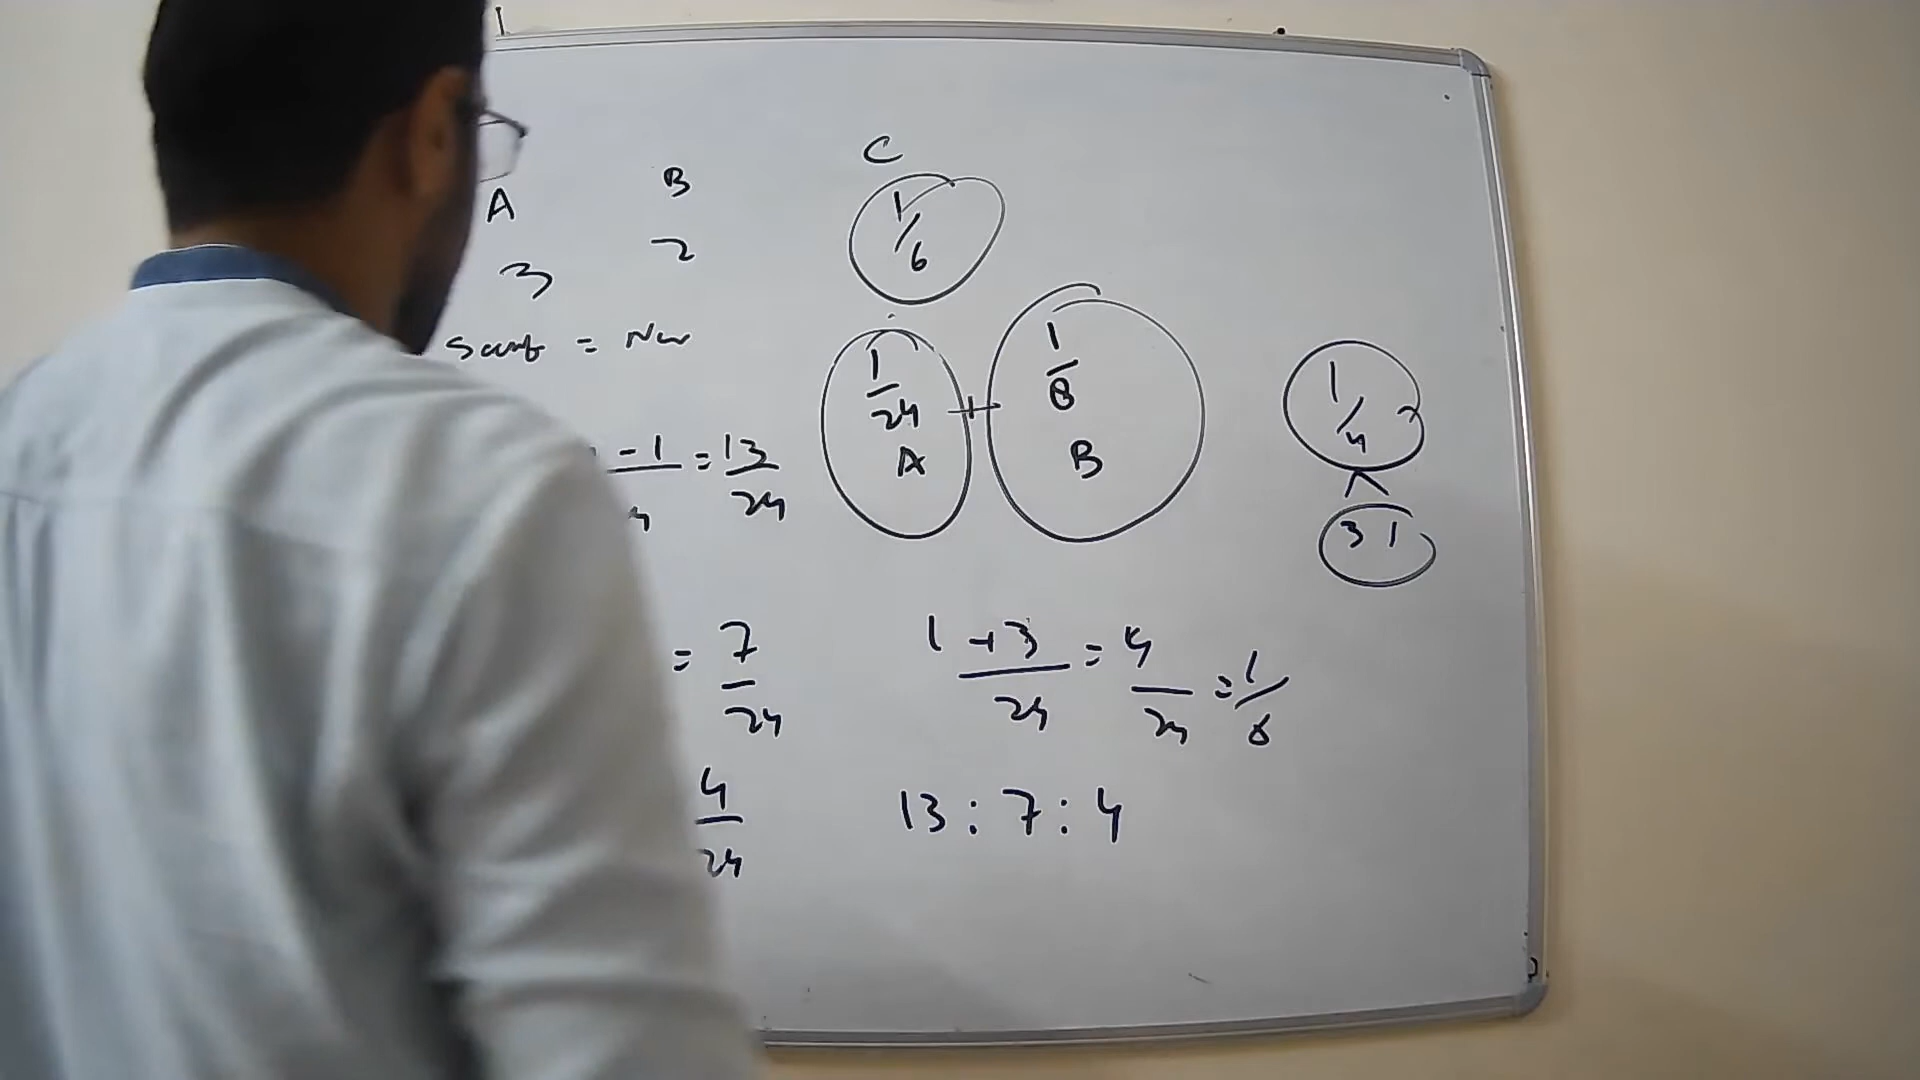 C
A B
1/6
3 2
Sacrf = New
1/24 + 1/8
A B
1/4
3 1
- 1 = 13/24
= 7/24
1 + 3/24 = 4/24 = 1/6
4/24
13 : 7 : 4